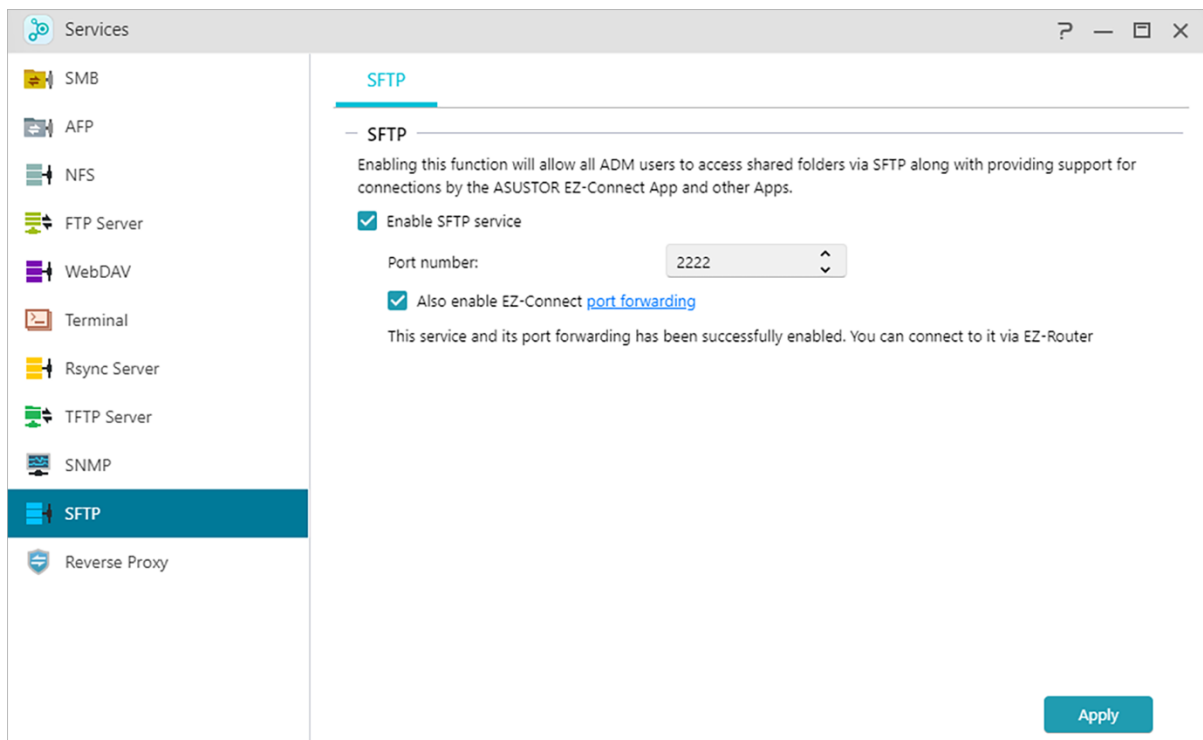 Services
SMB
AFP
NFS
FTP Server
WebDAV
Terminal
Rsync Server
TFTP Server
SNMP
SFTP
Reverse Proxy
SFTP
SFTP
Enabling this function will allow all ADM users to access shared folders via SFTP along with providing support for
connections by the ASUSTOR EZ-Connect App and other Apps.
Enable SFTP service
Port number: 2222
Also enable EZ-Connect port forwarding
This service and its port forwarding has been successfully enabled. You can connect to it via EZ-Router
Apply